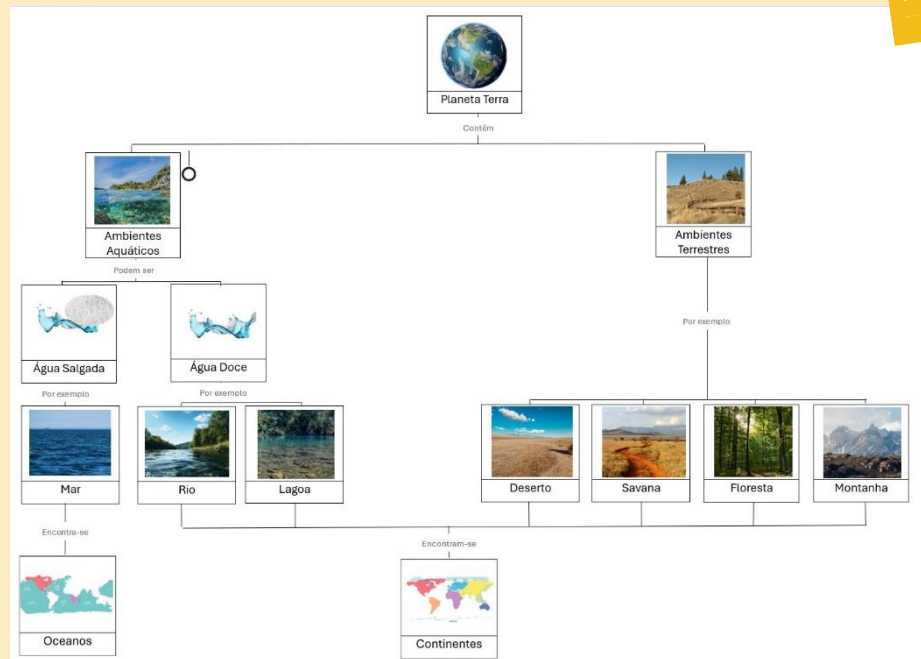 Planeta Terra
Contêm
Ambientes
Aquáticos
Ambientes
Terrestres
Podem ser
Por exemplo
Água Salgada
Água Doce
Por exemplo
Por exemplo
Mar
Rio
Lagoa
Deserto
Savana
Floresta
Montanha
Encontra-se
Encontram-se
Oceanos
Continentes